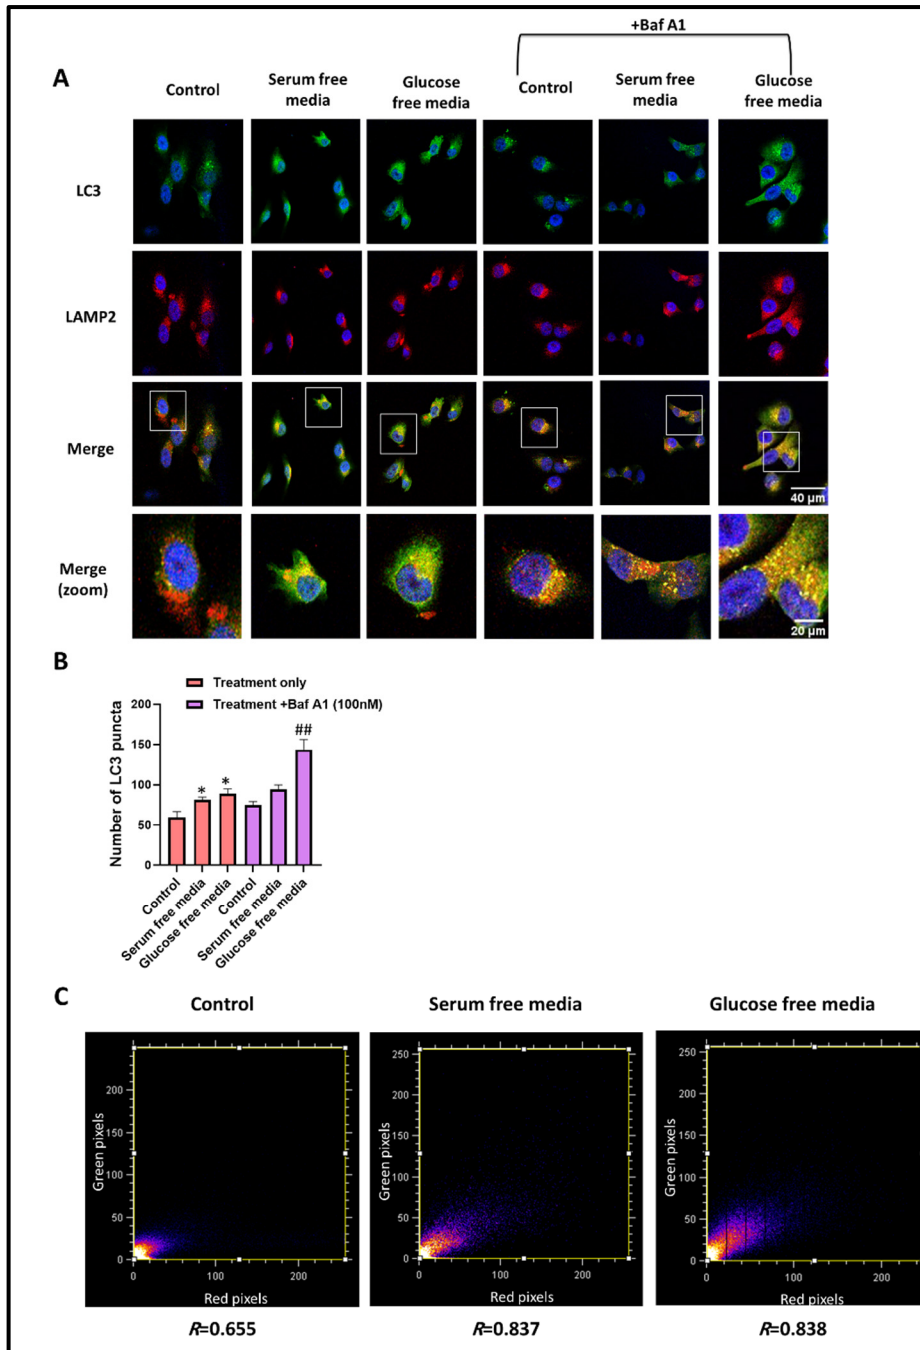 +Baf A1
A
Control
Serum free
media
Glucose
free media
Control
Serum free
media
Glucose
free media
LC3
LAMP2
Merge
40 µm
Merge
(zoom)
20 µm
B
Treatment only
Treatment +Baf A1 (100nM)
Number of LC3 puncta
200
150
100
50
0
*
*
##
Control
Serum free media
Glucose free media
Control
Serum free media
Glucose free media
C
Control
Serum free media
Glucose free media
Green pixels
200
150
100
50
0
0
100
200
Red pixels
Green pixels
250
200
150
100
50
0
0
100
200
Red pixels
Green pixels
250
200
150
100
50
0
0
100
200
Red pixels
R=0.655
R=0.837
R=0.838